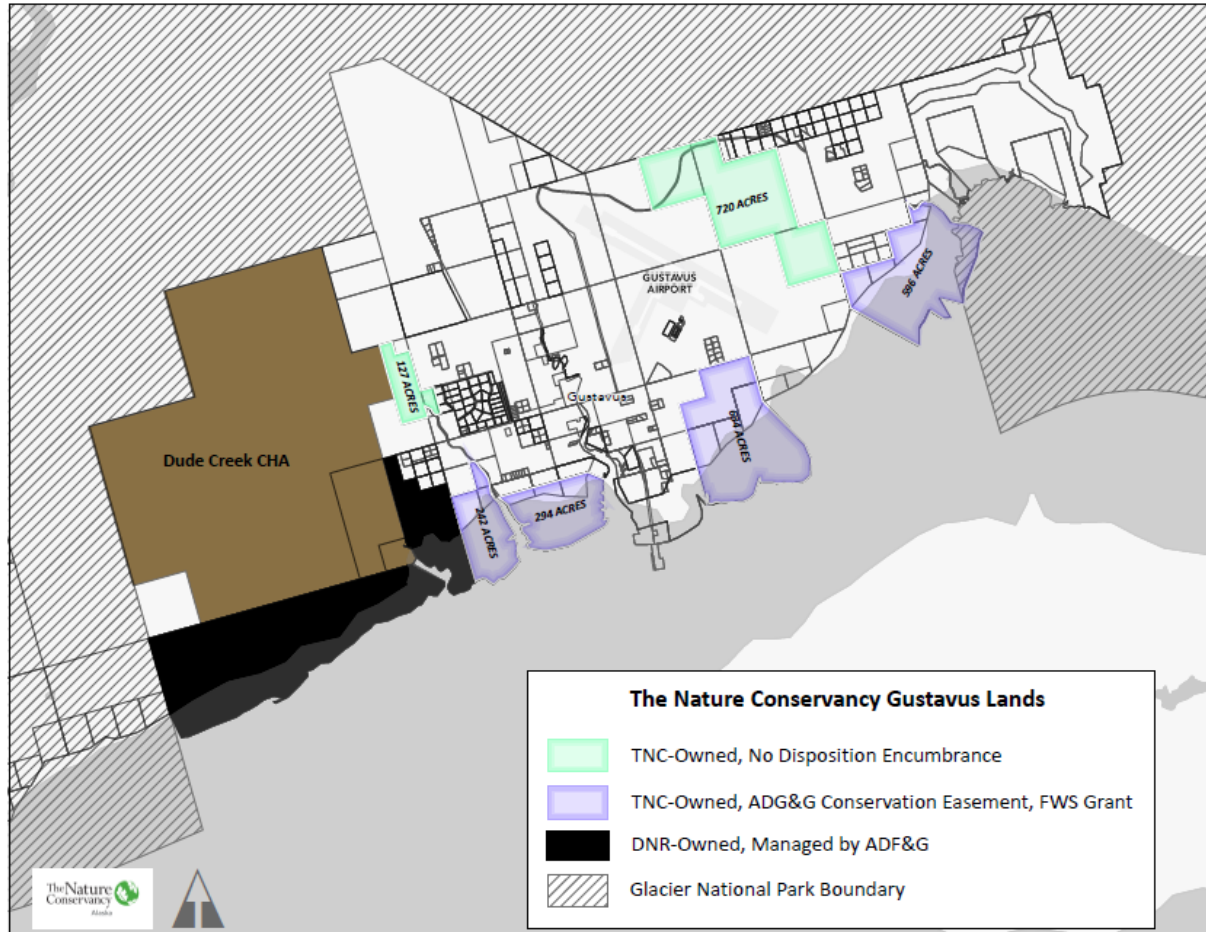 720 ACRES
596 ACRES
GUSTAVUS
AIRPORT
127 ACRES
Gustavus
Dude Creek CHA
294 ACRES
242 ACRES
The Nature Conservancy Gustavus Lands
TNC-Owned, No Disposition Encumbrance
TNC-Owned, ADG&G Conservation Easement, FWS Grant
DNR-Owned, Managed by ADF&G
Glacier National Park Boundary
The Nature
Conservancy
Alaska